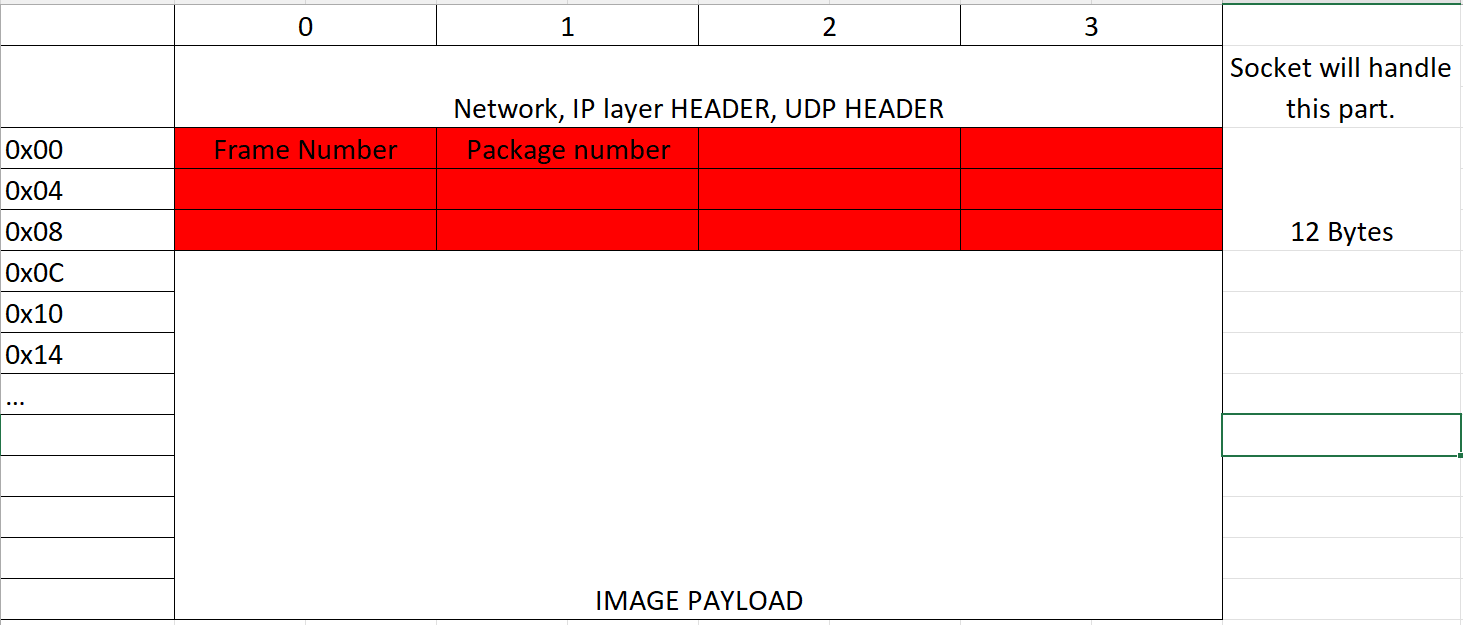 0 1 2 3
Socket will handle
this part.
Network, IP layer HEADER, UDP HEADER
0x00 Frame Number Package number
0x04
0x08 12 Bytes
0x0C
0x10
0x14
...
IMAGE PAYLOAD